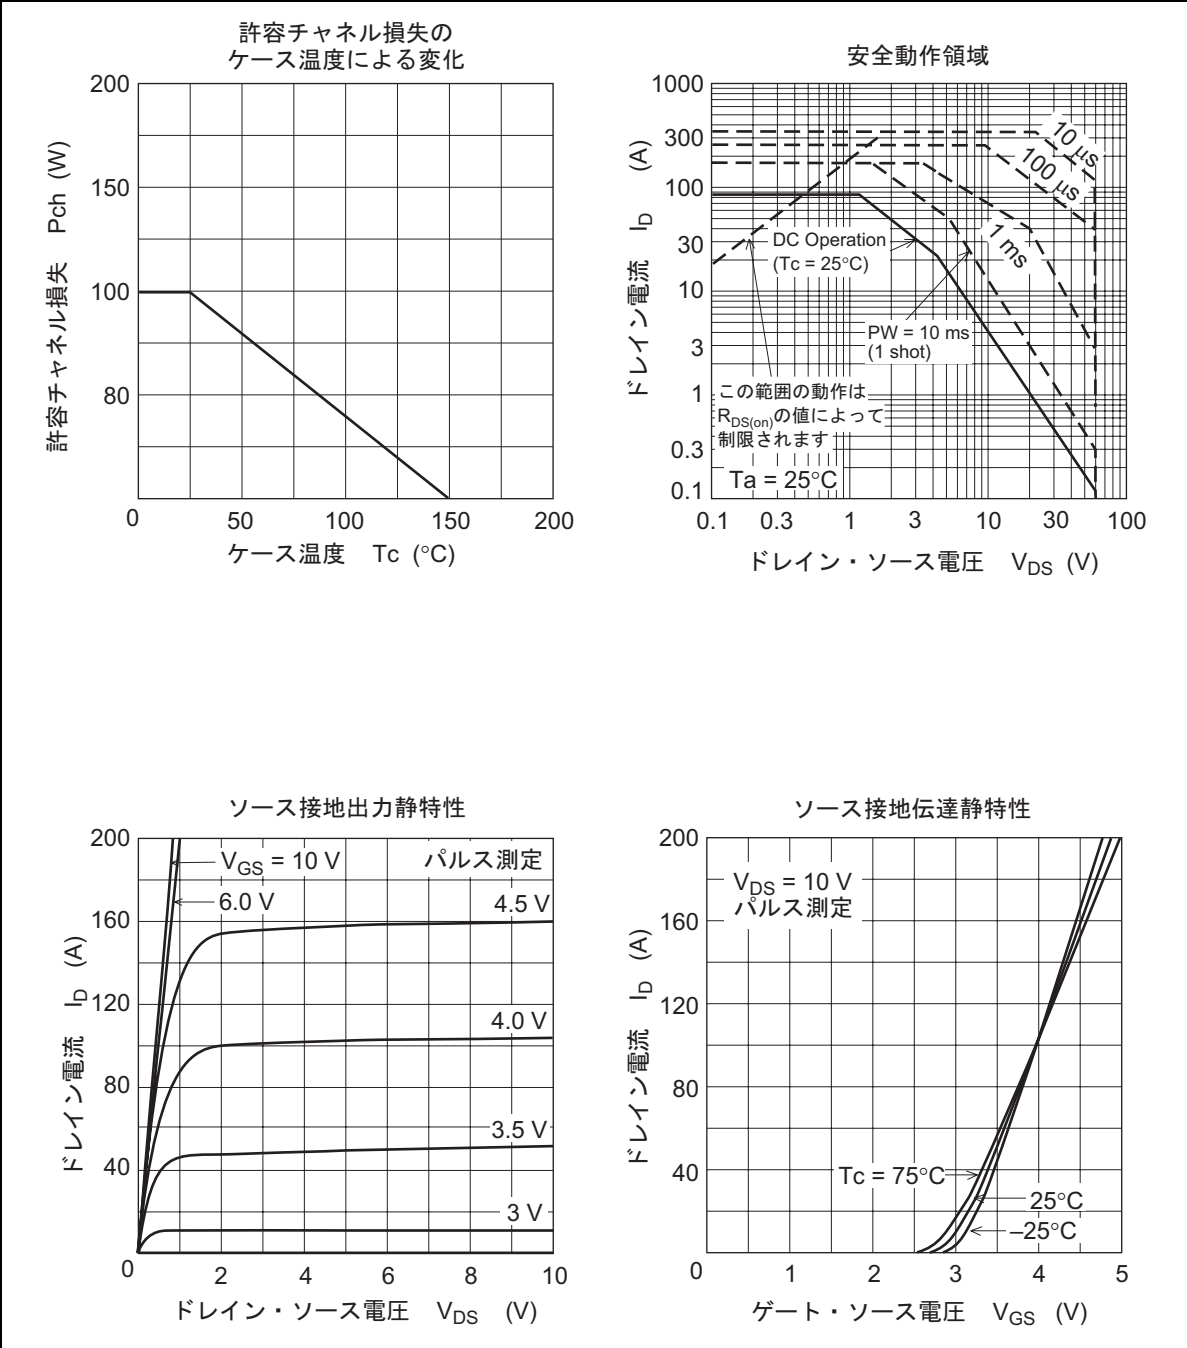 許容チャネル損失の
ケース温度による変化
200
150
100
80
許容チャネル損失 Pch (W)
0 50 100 150 200
ケース温度 Tc (°C)
安全動作領域
1000
300
100
30
10
3
1
0.3
0.1
ドレイン電流 ID (A)
10 μs
100 μs
1 ms
DC Operation
(Tc = 25°C)
PW = 10 ms
(1 shot)
この範囲の動作は
RDS(on)の値によって
制限されます
Ta = 25°C
0.1 0.3 1 3 10 30 100
ドレイン・ソース電圧 VDS (V)
ソース接地出力静特性
200
160
120
80
40
ドレイン電流 ID (A)
VGS = 10 V
パルス測定
6.0 V
4.5 V
4.0 V
3.5 V
3 V
0 2 4 6 8 10
ドレイン・ソース電圧 VDS (V)
ソース接地伝達静特性
200
160
120
80
40
ドレイン電流 ID (A)
VDS = 10 V
パルス測定
Tc = 75°C
25°C
–25°C
0 1 2 3 4 5
ゲート・ソース電圧 VGS (V)